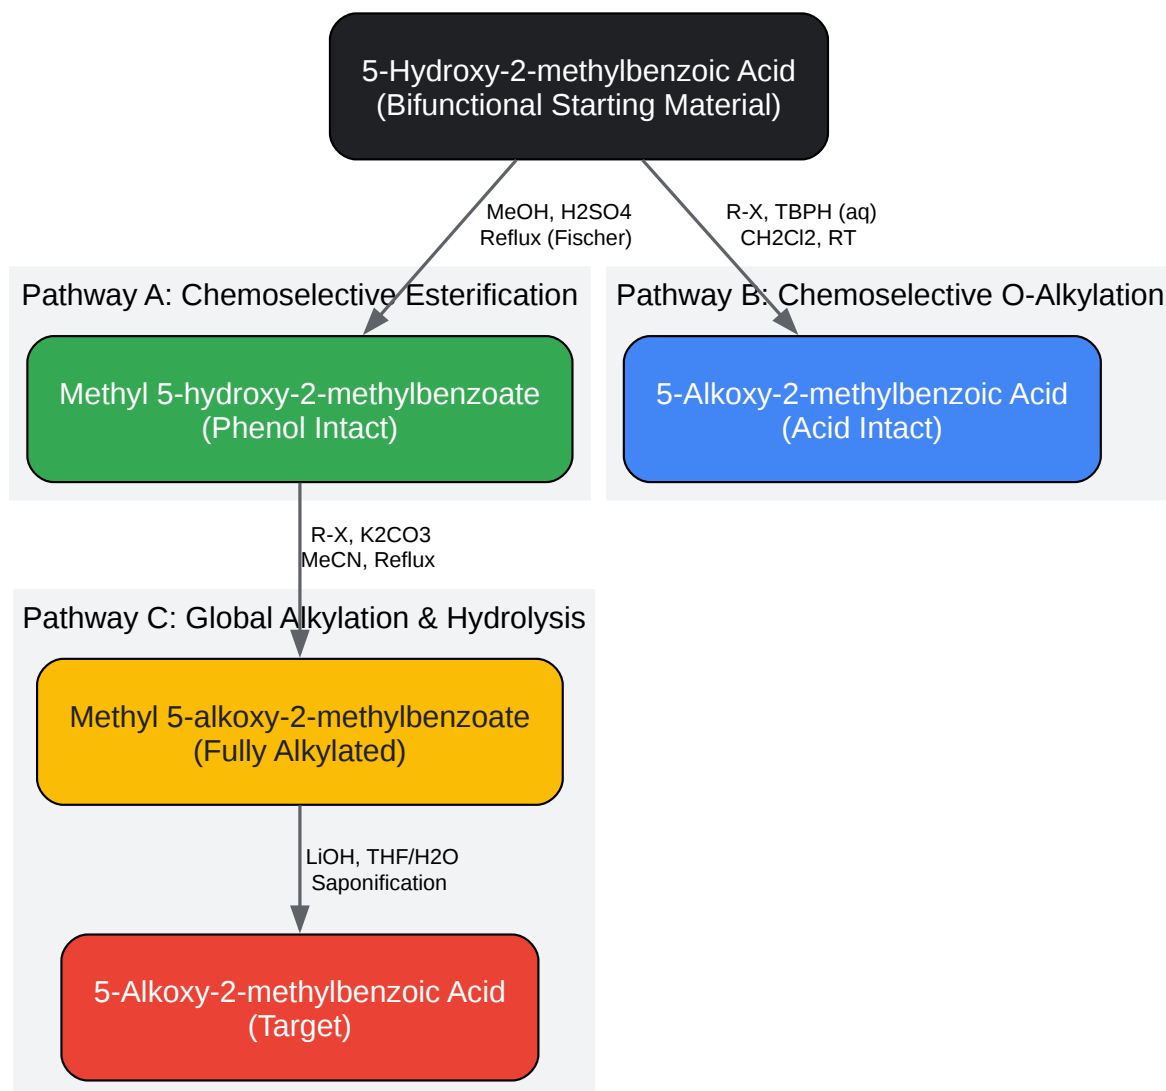 5-Hydroxy-2-methylbenzoic Acid
(Bifunctional Starting Material)
MeOH, H2SO4
Reflux (Fischer)
R-X, TBPH (aq)
CH2Cl2, RT
Pathway A: Chemoselective Esterification
Pathway B: Chemoselective O-Alkylation
Methyl 5-hydroxy-2-methylbenzoate
(Phenol Intact)
5-Alkoxy-2-methylbenzoic Acid
(Acid Intact)
R-X, K2CO3
MeCN, Reflux
Pathway C: Global Alkylation & Hydrolysis
Methyl 5-alkoxy-2-methylbenzoate
(Fully Alkylated)
LiOH, THF/H2O
Saponification
5-Alkoxy-2-methylbenzoic Acid
(Target)